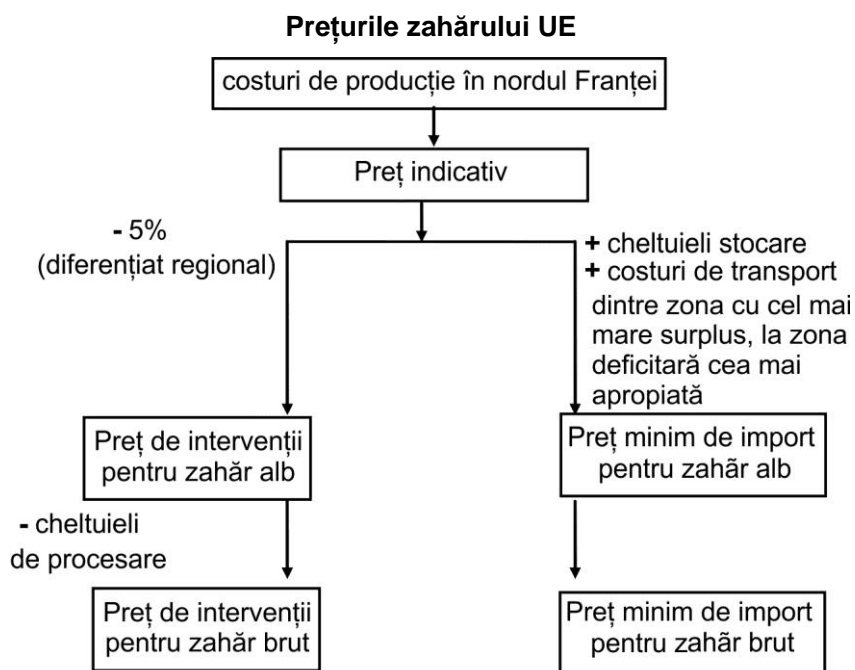 Prețurile zahărului UE
costuri de producție în nordul Franței
Preț indicativ
- 5%
(diferențiat regional)
+ cheltuieli stocare
+ costuri de transport
dintre zona cu cel mai
mare surplus, la zona
deficitară cea mai
apropiată
Preț de intervenții
pentru zahăr alb
Preț minim de import
pentru zahãr alb
- cheltuieli
de procesare
Preț de intervenții
pentru zahăr brut
Preț minim de import
pentru zahãr brut